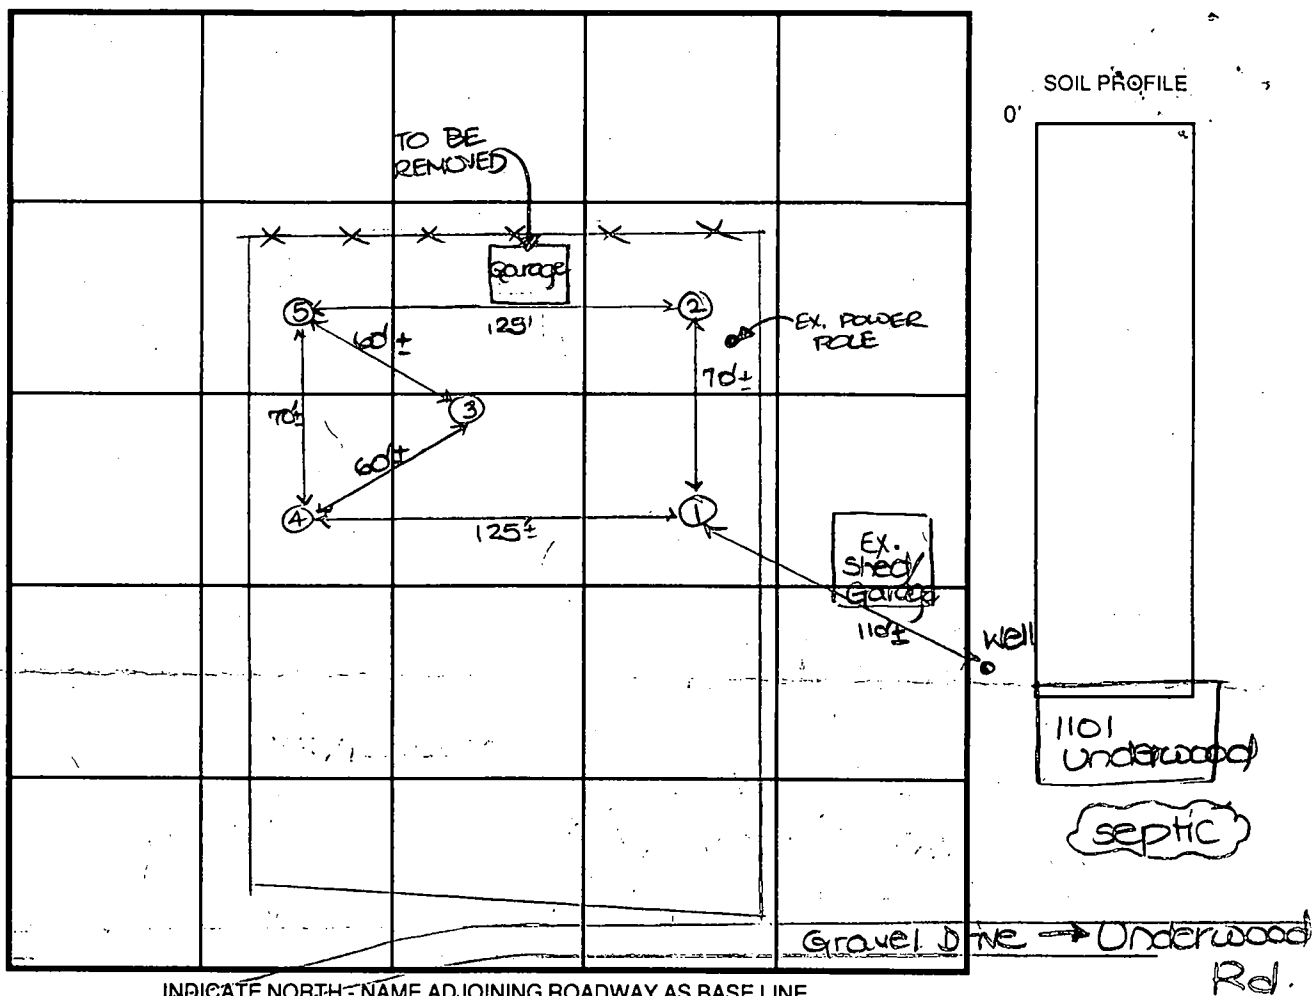 SOIL PROFILE
0'
TO BE
REMOVED
Garage
5
2
125'
60'±
EX. POWER
POLE
70'±
3
70'±
60'±
4
1
125'±
EX.
Shed/
Garage
110'±
Well
1101
Underwood
septic
Gravel Drive → Underwood
Rd.
INDICATE NORTH - NAME ADJOINING ROADWAY AS BASE LINE